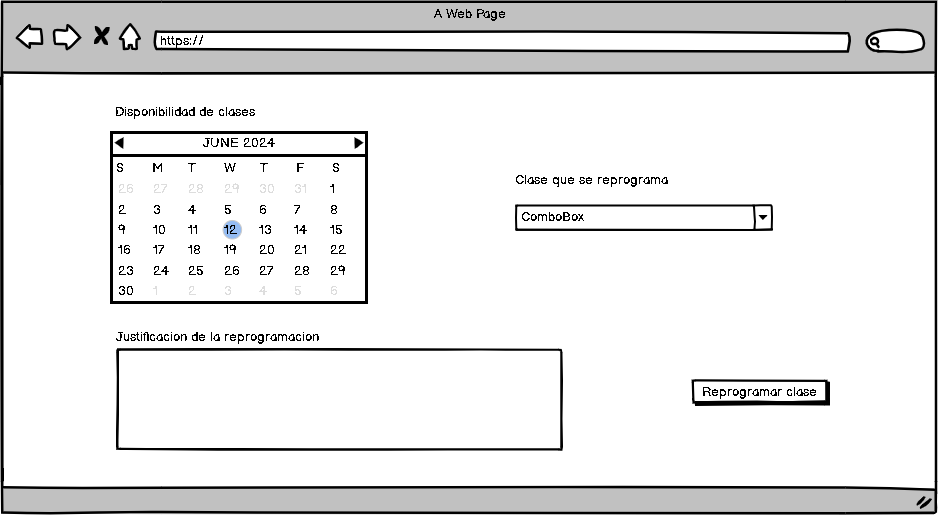 A Web Page
https://
Disponibilidad de clases
JUNE 2024
S M T W T F S
26 27 28 29 30 31 1
2 3 4 5 6 7 8
9 10 11 12 13 14 15
16 17 18 19 20 21 22
23 24 25 26 27 28 29
30 1 2 3 4 5 6
Clase que se reprograma
ComboBox
Justificacion de la reprogramacion
Reprogramar clase